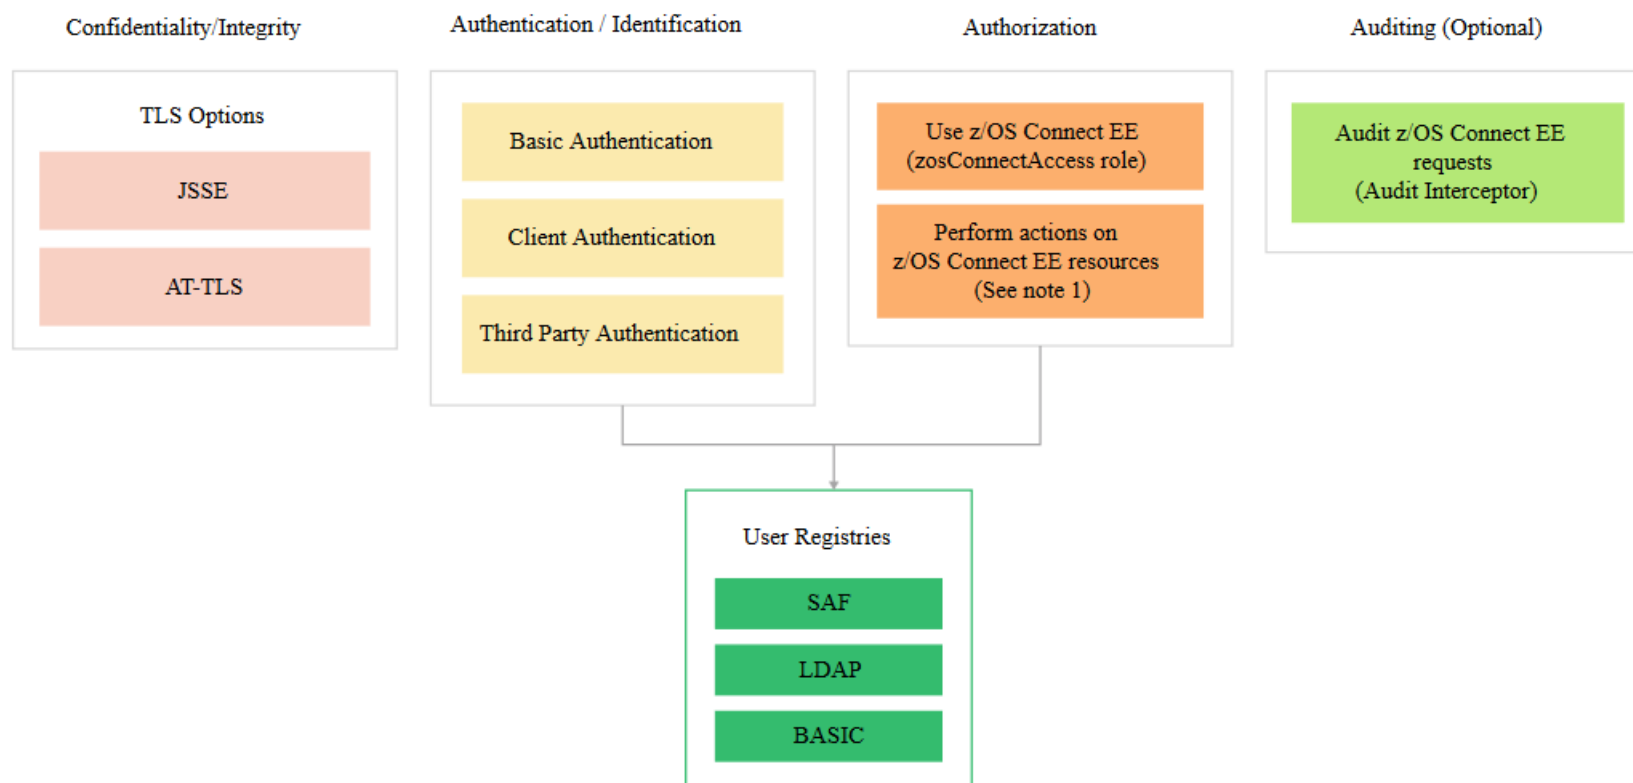 Confidentiality/Integrity
TLS Options
JSSE
AT-TLS
Authentication / Identification
Basic Authentication
Client Authentication
Third Party Authentication
Authorization
Use z/OS Connect EE
(zosConnectAccess role)
Perform actions on
z/OS Connect EE resources
(See note 1)
Auditing (Optional)
Audit z/OS Connect EE
requests
(Audit Interceptor)
User Registries
SAF
LDAP
BASIC